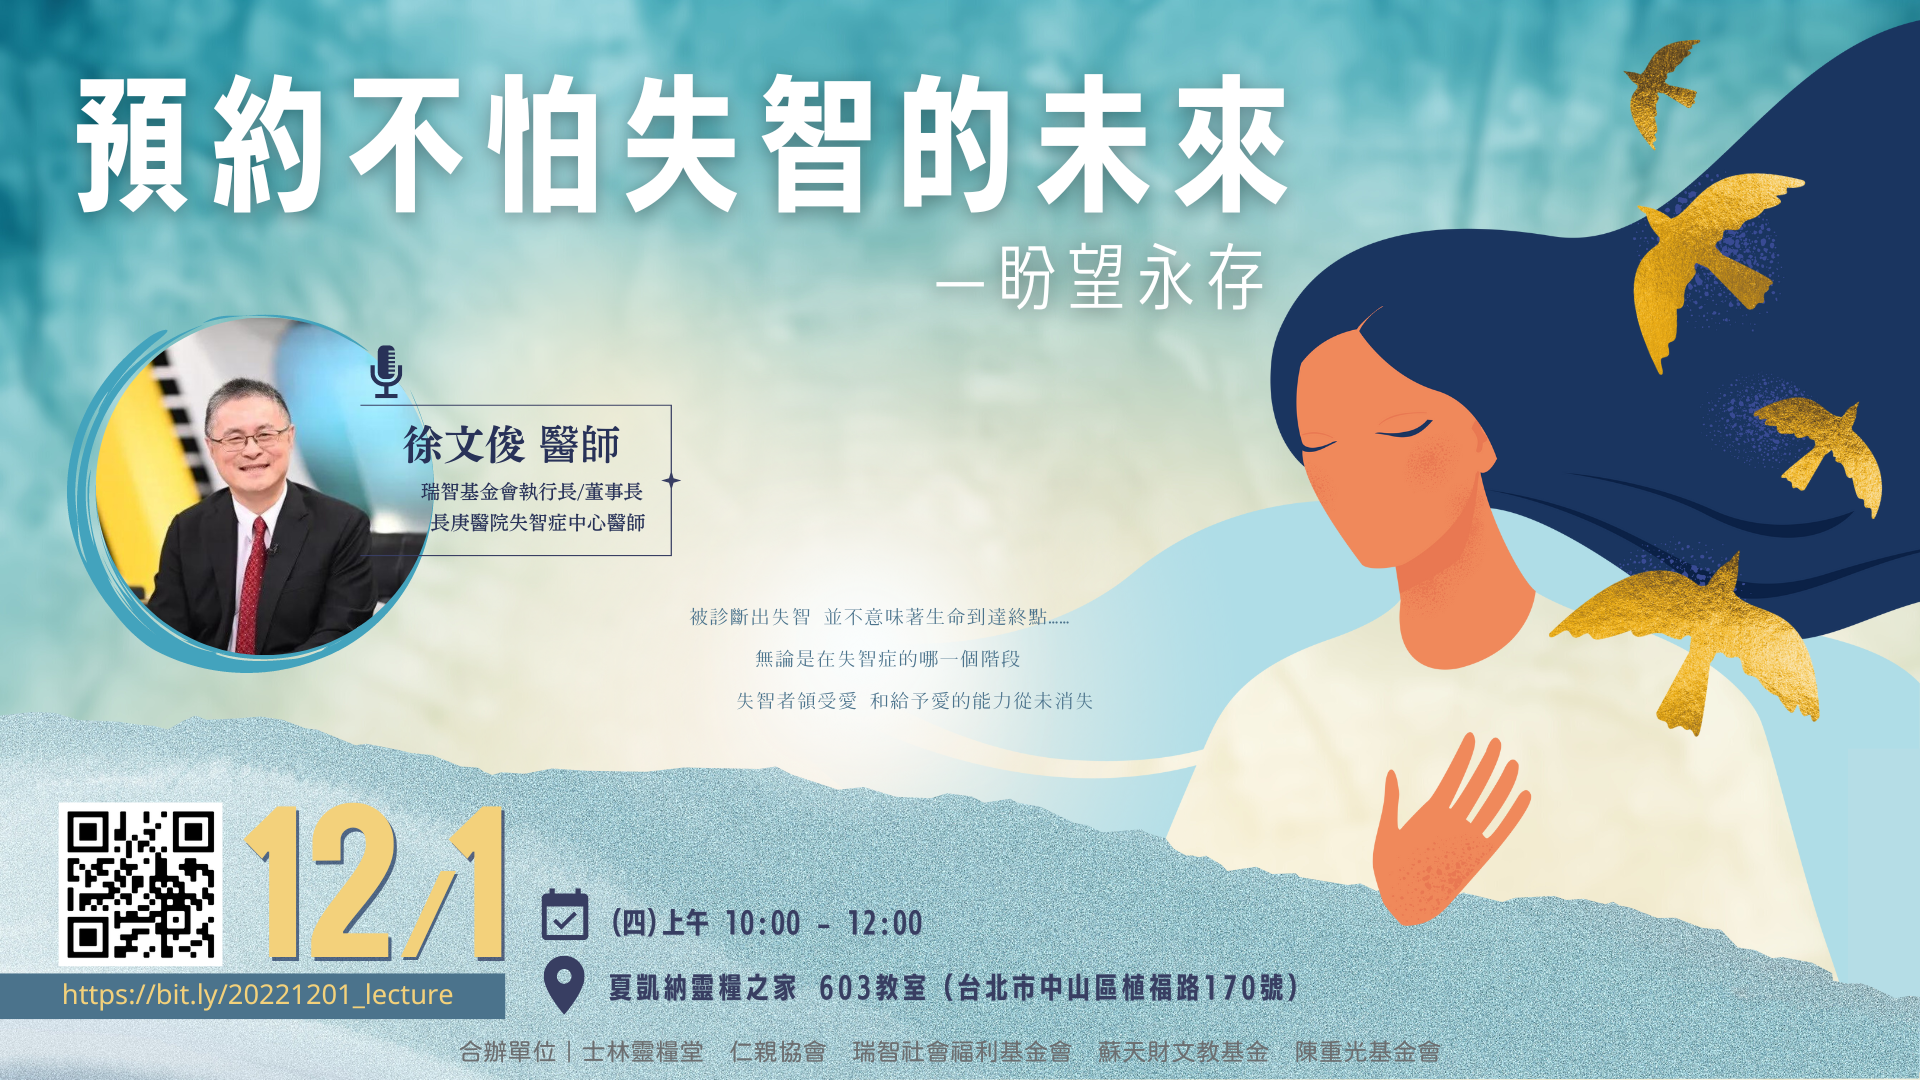 預約不怕失智的未來
—盼望永存
徐文俊 醫師
瑞智基金會執行長/董事長
長庚醫院失智症中心醫師
被診斷出失智 並不意味著生命到達終點......
無論是在失智症的哪一個階段
失智者領受愛 和給予愛的能力從未消失
12/1
(四)上午 10:00 - 12:00
夏凱納靈糧之家 603教室（台北市中山區植福路170號）
https://bit.ly/20221201_lecture
合辦單位｜士林靈糧堂 仁親協會 瑞智社會福利基金會 蘇天財文教基金 陳重光基金會